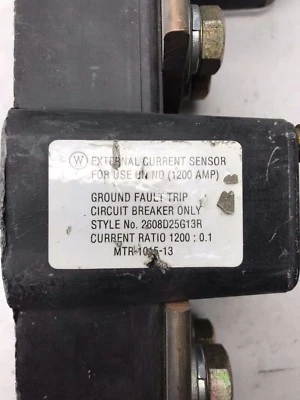 W EXTERNAL CURRENT SENSOR
FOR USE ON ND (1200 AMP)
GROUND FAULT TRIP
CIRCUIT BREAKER ONLY
STYLE No. 2608D25G13R
CURRENT RATIO 1200 : 0.1
MTR-1015-13